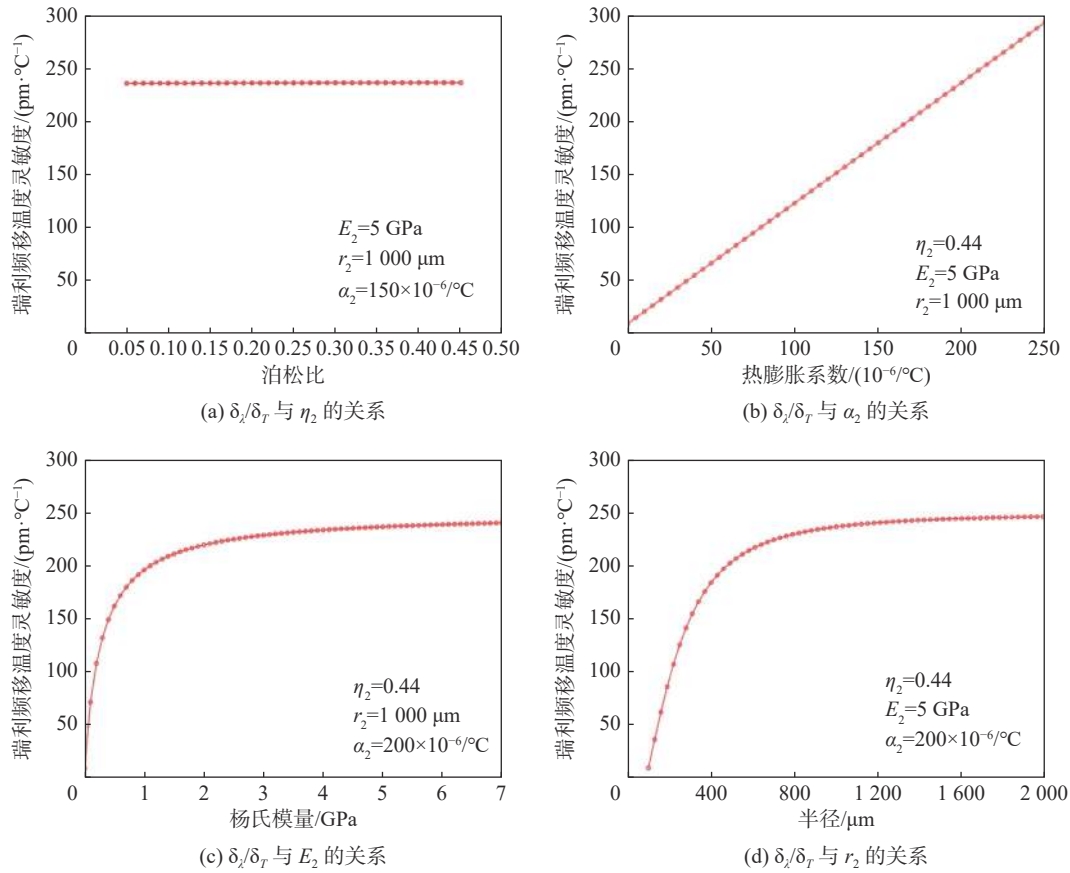 300
250
200
150
100
50
0
瑞利频移温度灵敏度/(pm·℃⁻¹)
E₂=5 GPa
r₂=1 000 μm
α₂=150×10⁻⁶/℃
0.05 0.10 0.15 0.20 0.25 0.30 0.35 0.40 0.45 0.50
泊松比
(a) δλ/δT 与 η₂ 的关系
300
250
200
150
100
50
0
瑞利频移温度灵敏度/(pm·℃⁻¹)
η₂=0.44
E₂=5 GPa
r₂=1 000 μm
50 100 150 200 250
热膨胀系数/(10⁻⁶/℃)
(b) δλ/δT 与 α₂ 的关系
300
250
200
150
100
50
0
瑞利频移温度灵敏度/(pm·℃⁻¹)
η₂=0.44
r₂=1 000 μm
α₂=200×10⁻⁶/℃
1 2 3 4 5 6 7
杨氏模量/GPa
(c) δλ/δT 与 E₂ 的关系
300
250
200
150
100
50
0
瑞利频移温度灵敏度/(pm·℃⁻¹)
η₂=0.44
E₂=5 GPa
α₂=200×10⁻⁶/℃
400 800 1 200 1 600 2 000
半径/μm
(d) δλ/δT 与 r₂ 的关系